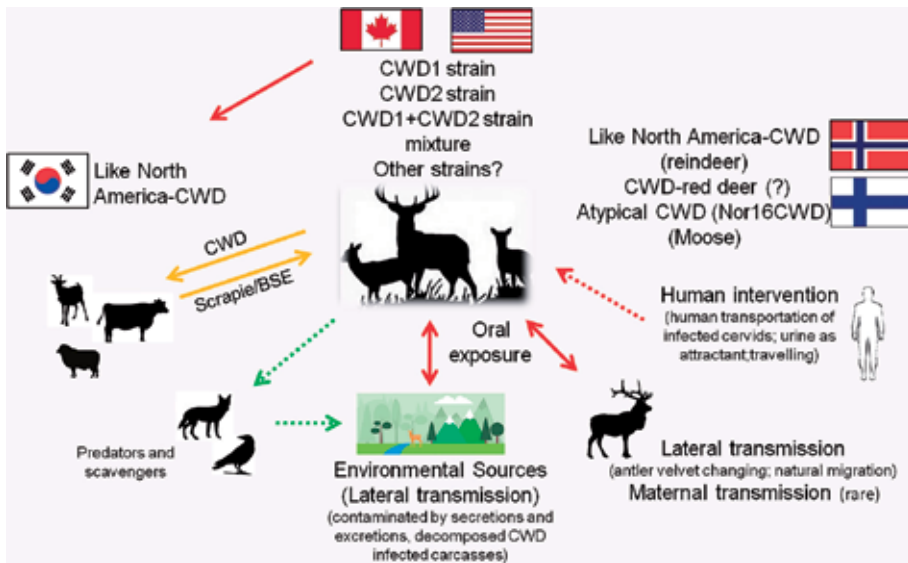 CWD1 strain
CWD2 strain
CWD1+CWD2 strain
mixture
Other strains?
Like North
America-CWD
Like North America-CWD
(reindeer)
CWD-red deer (?)
Atypical CWD (Nor16CWD)
(Moose)
CWD
Scrapie/BSE
Human intervention
(human transportation of
infected cervids; urine as
attractant,travelling)
Oral
exposure
Predators and
scavengers
Environmental Sources
(Lateral transmission)
(contaminated by secretions and
excretions, decomposed CWD
infected carcasses)
Lateral transmission
(antler velvet changing; natural migration)
Maternal transmission (rare)